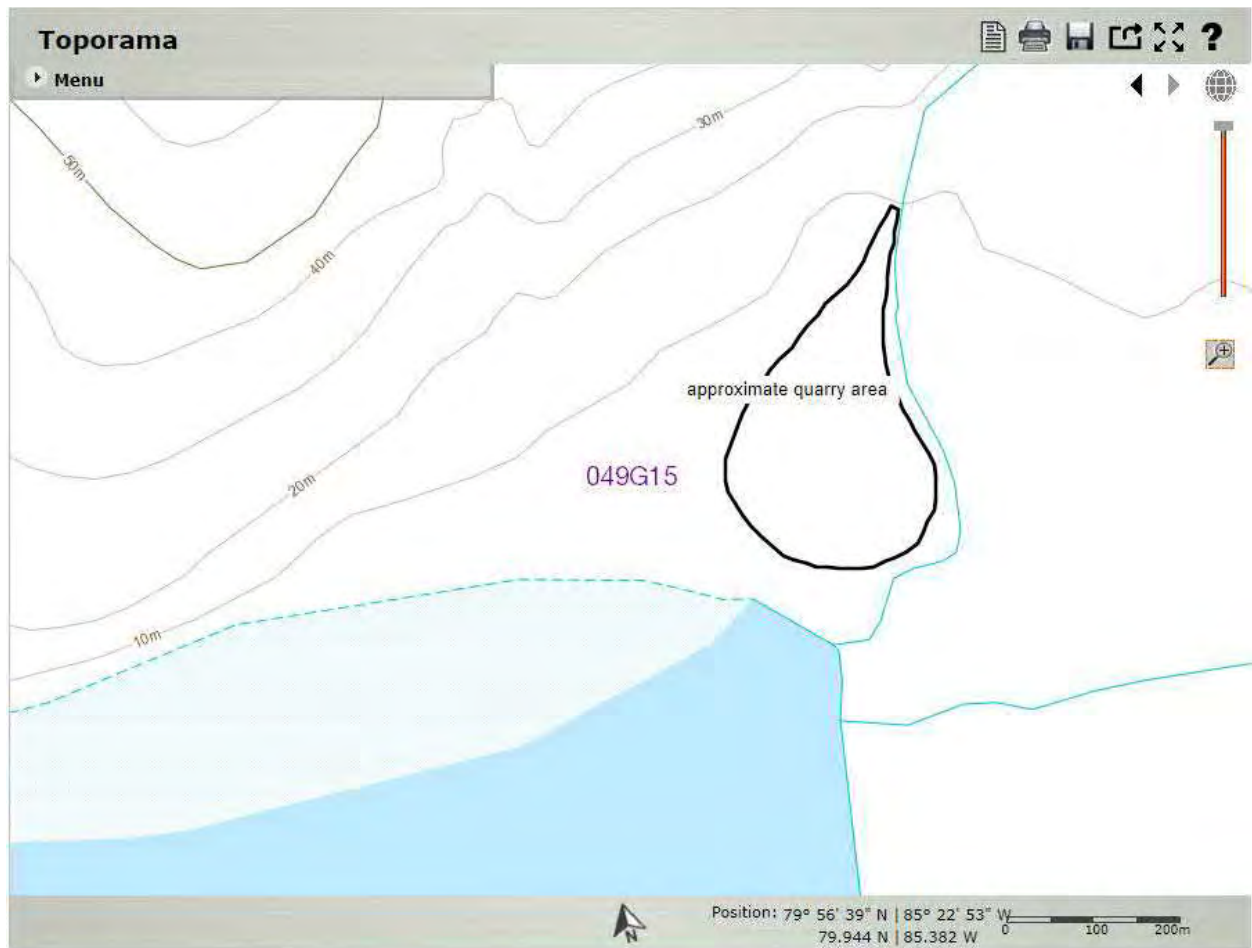 Toporama
?
Menu
30m
50m
40m
approximate quarry area
049G15
20m
10m
N
Position: 79° 56' 39" N | 85° 22' 53" W
79.944 N | 85.382 W
0 100 200m